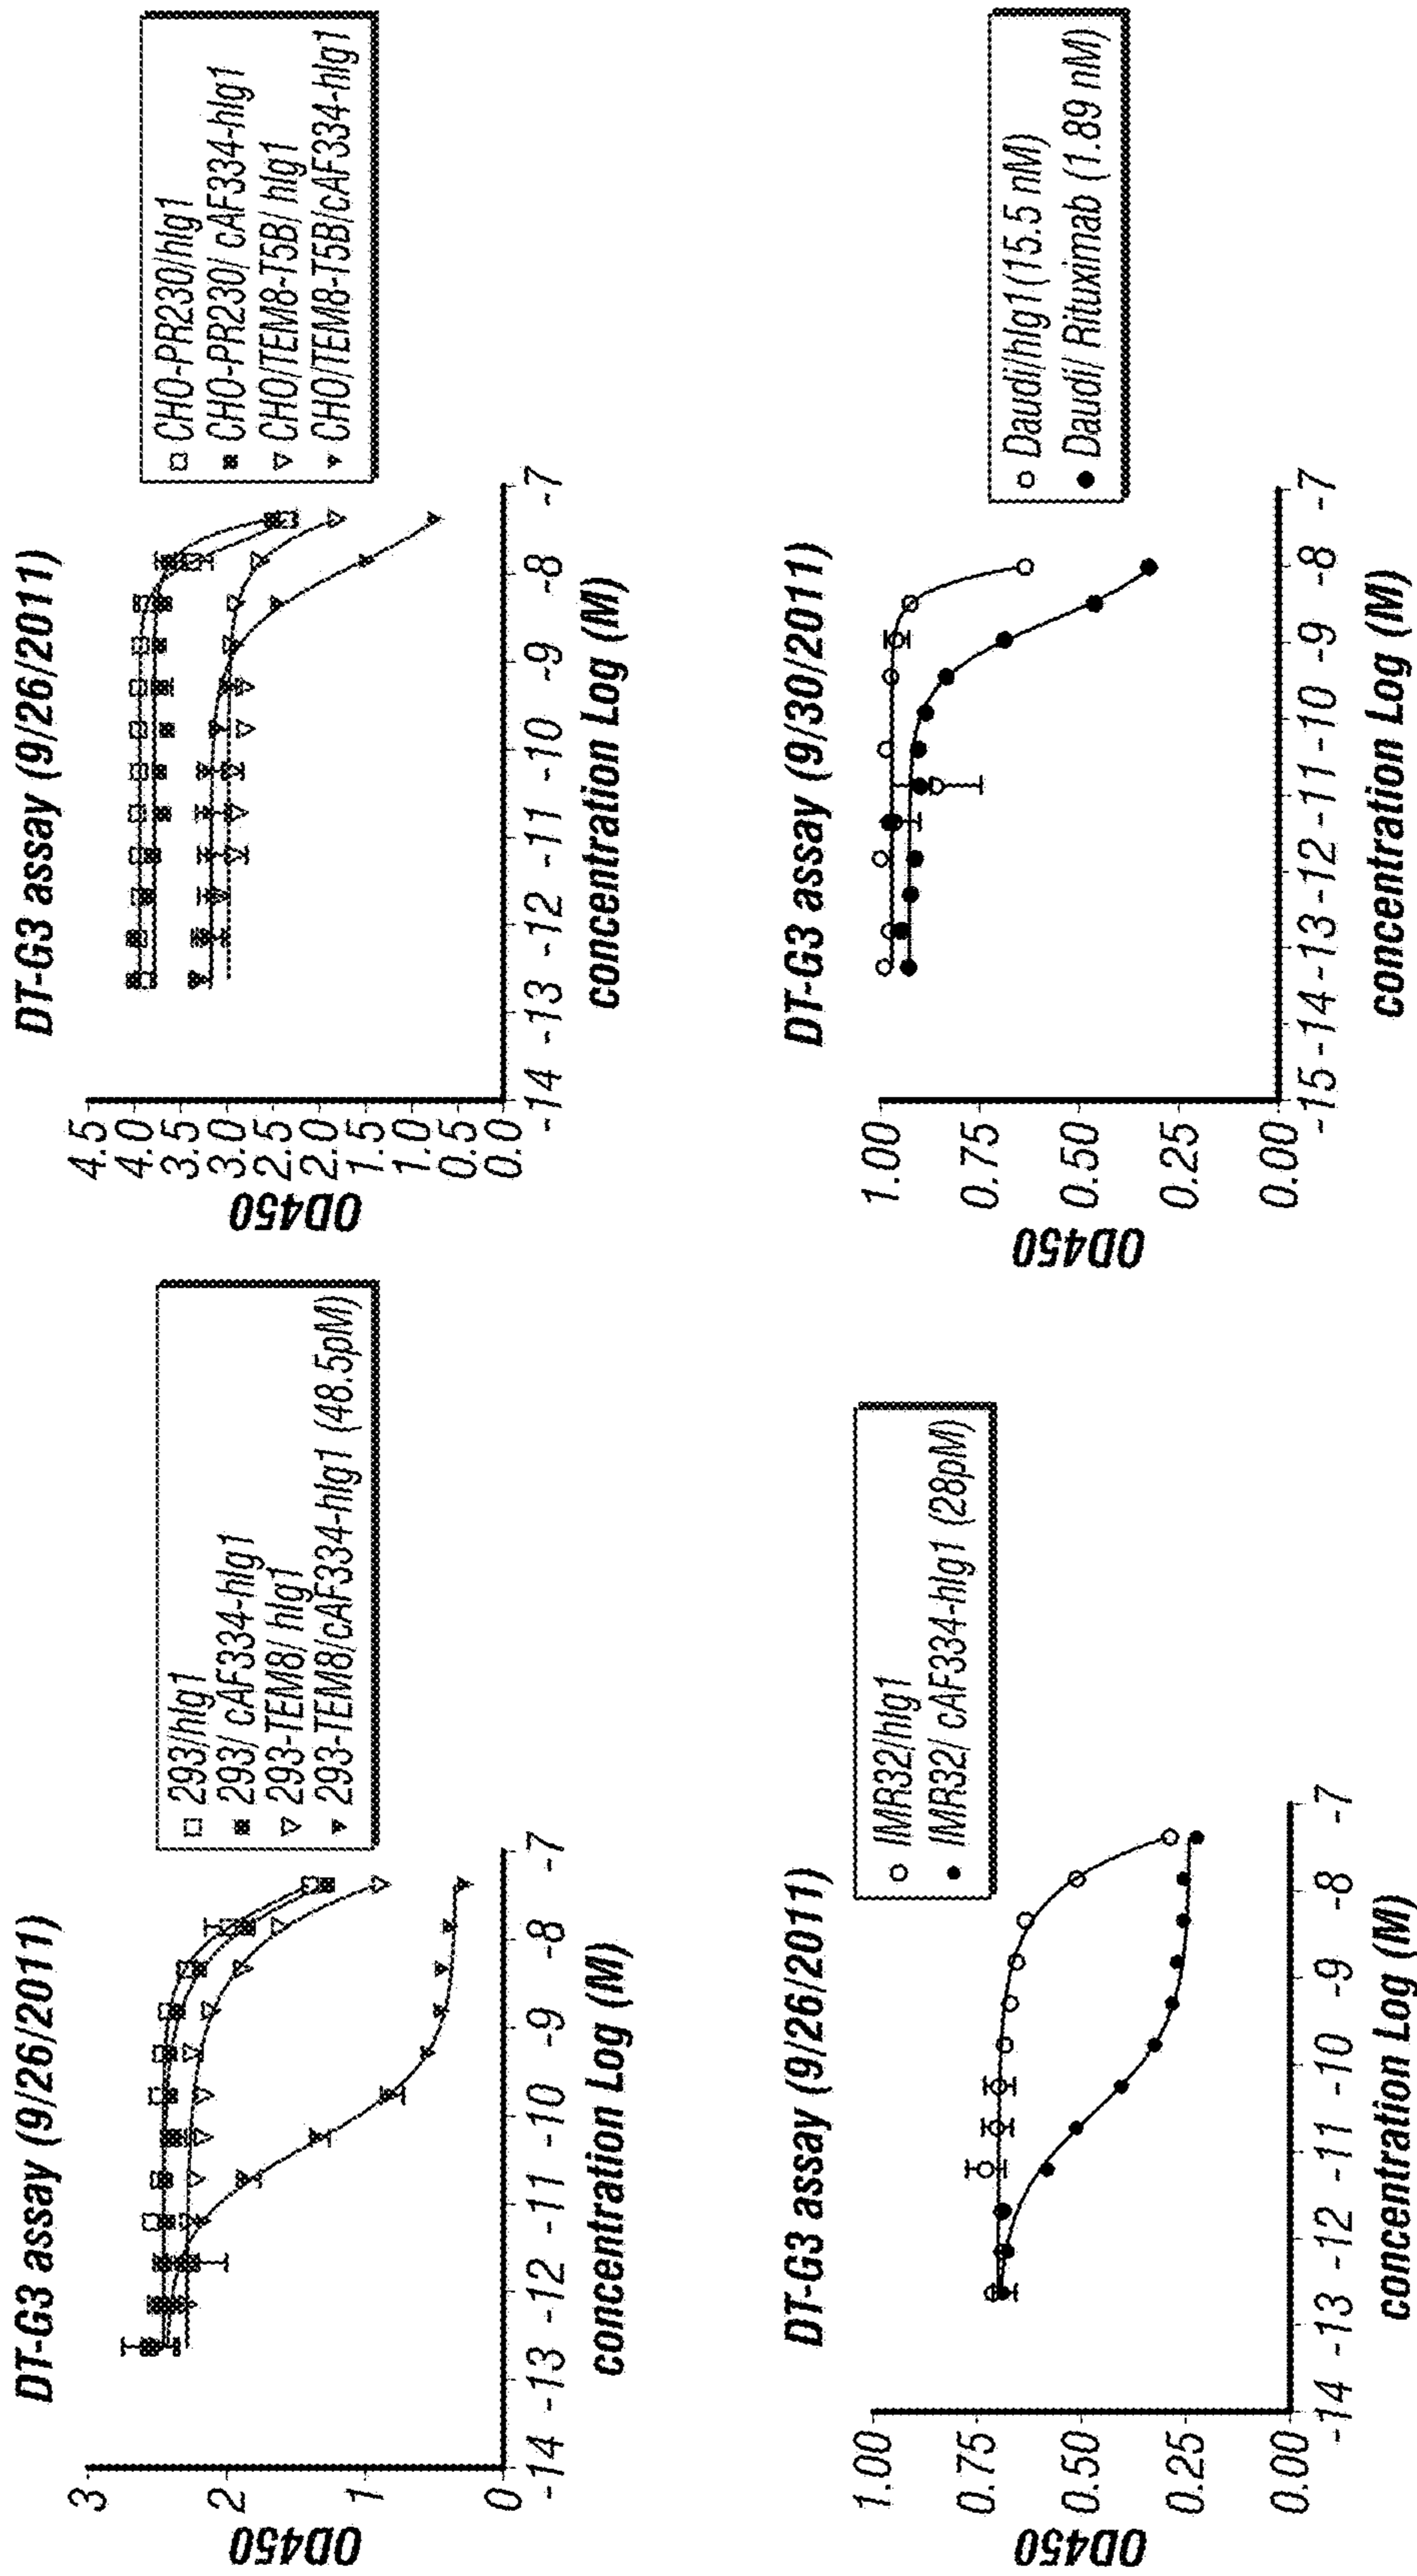 DT-G3 assay (9/26/2011)
OD450
3
2
1
0
-14 -13 -12 -11 -10 -9 -8 -7
concentration Log (M)
293/hIg1
293/ cAF334-hIg1
293-TEM8/ hIg1
293-TEM8/cAF334-hIg1 (48.5pM)
DT-G3 assay (9/26/2011)
OD450
4.5
4.0
3.5
3.0
2.5
2.0
1.5
1.0
0.5
0.0
-14 -13 -12 -11 -10 -9 -8 -7
concentration Log (M)
CHO-PR230/hIg1
CHO-PR230/ cAF334-hIg1
CHO/TEM8-T5B/ hIg1
CHO/TEM8-T5B/cAF334-hIg1
DT-G3 assay (9/26/2011)
OD450
1.00
0.75
0.50
0.25
0.00
-14 -13 -12 -11 -10 -9 -8 -7
concentration Log (M)
IMR32/hIg1
IMR32/ cAF334-hIg1 (28pM)
DT-G3 assay (9/30/2011)
OD450
1.00
0.75
0.50
0.25
0.00
-15 -14 -13 -12 -11 -10 -9 -8 -7
concentration Log (M)
Daudi/hIg1(15.5 nM)
Daudi/ Rituximab (1.89 nM)